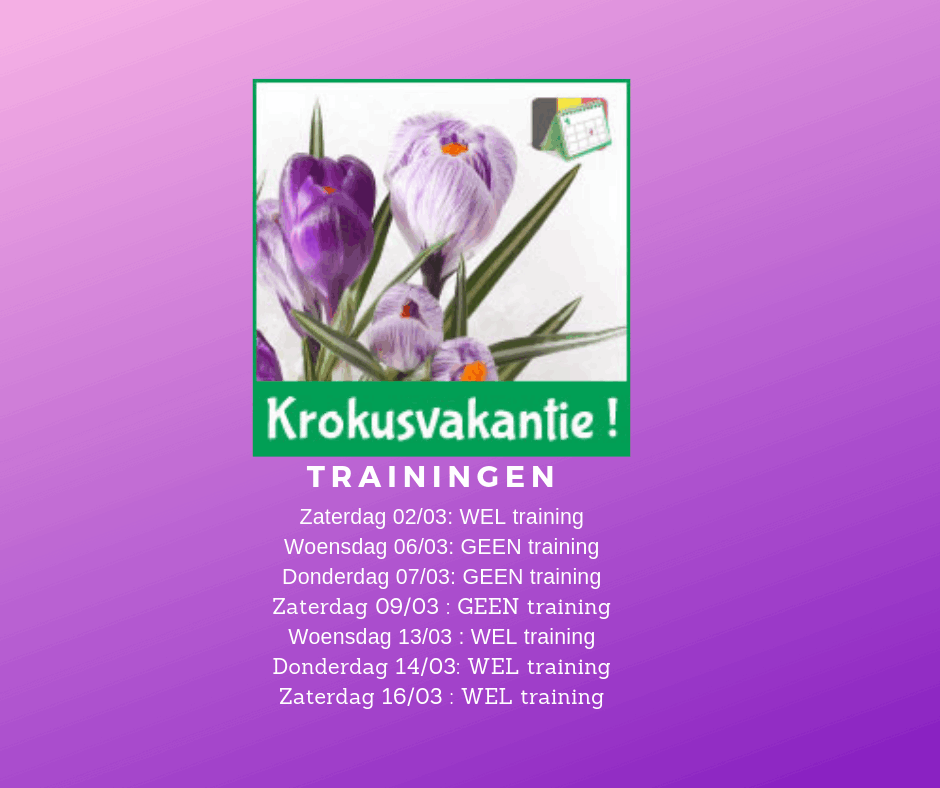 Krokusvakantie !
TRAININGEN
Zaterdag 02/03: WEL training
Woensdag 06/03: GEEN training
Donderdag 07/03: GEEN training
Zaterdag 09/03 : GEEN training
Woensdag 13/03 : WEL training
Donderdag 14/03: WEL training
Zaterdag 16/03 : WEL training